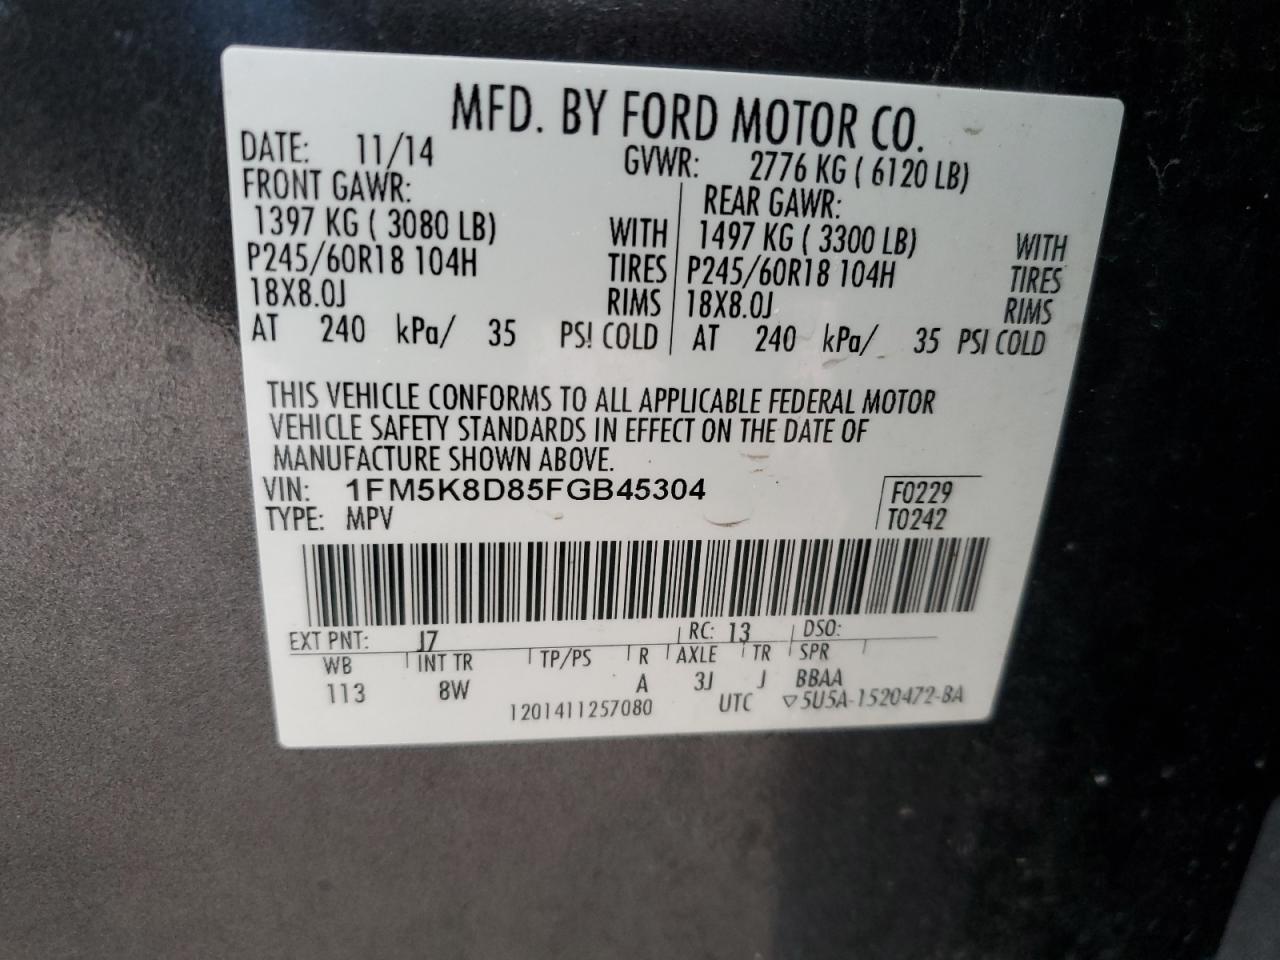 MFD. BY FORD MOTOR CO.
DATE: 11/14 GVWR: 2776 KG ( 6120 LB)
FRONT GAWR: REAR GAWR:
1397 KG ( 3080 LB) WITH 1497 KG ( 3300 LB) WITH
P245/60R18 104H TIRES P245/60R18 104H TIRES
18X8.0J RIMS 18X8.0J RIMS
AT 240 kPa/ 35 PSI COLD AT 240 kPa/ 35 PSI COLD
THIS VEHICLE CONFORMS TO ALL APPLICABLE FEDERAL MOTOR
VEHICLE SAFETY STANDARDS IN EFFECT ON THE DATE OF
MANUFACTURE SHOWN ABOVE.
VIN: 1FM5K8D85FGB45304 F0229
TYPE: MPV T0242
EXT PNT: J7 RC: 13 DSO:
WB INT TR TP/PS R AXLE TR SPR
113 8W A 3J J BBAA
1201411257080 UTC ▽5U5A-1520472-BA